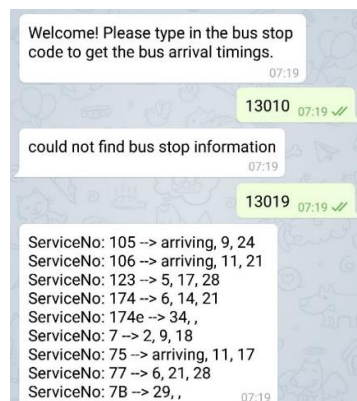 Welcome! Please type in the bus stop
code to get the bus arrival timings.
07:19
13010 07:19
could not find bus stop information
07:19
13019 07:19
ServiceNo: 105 --> arriving, 9, 24
ServiceNo: 106 --> arriving, 11, 21
ServiceNo: 123 --> 5, 17, 28
ServiceNo: 174 --> 6, 14, 21
ServiceNo: 174e --> 34, ,
ServiceNo: 7 --> 2, 9, 18
ServiceNo: 75 --> arriving, 11, 17
ServiceNo: 77 --> 6, 21, 28
ServiceNo: 7B --> 29, , 07:19